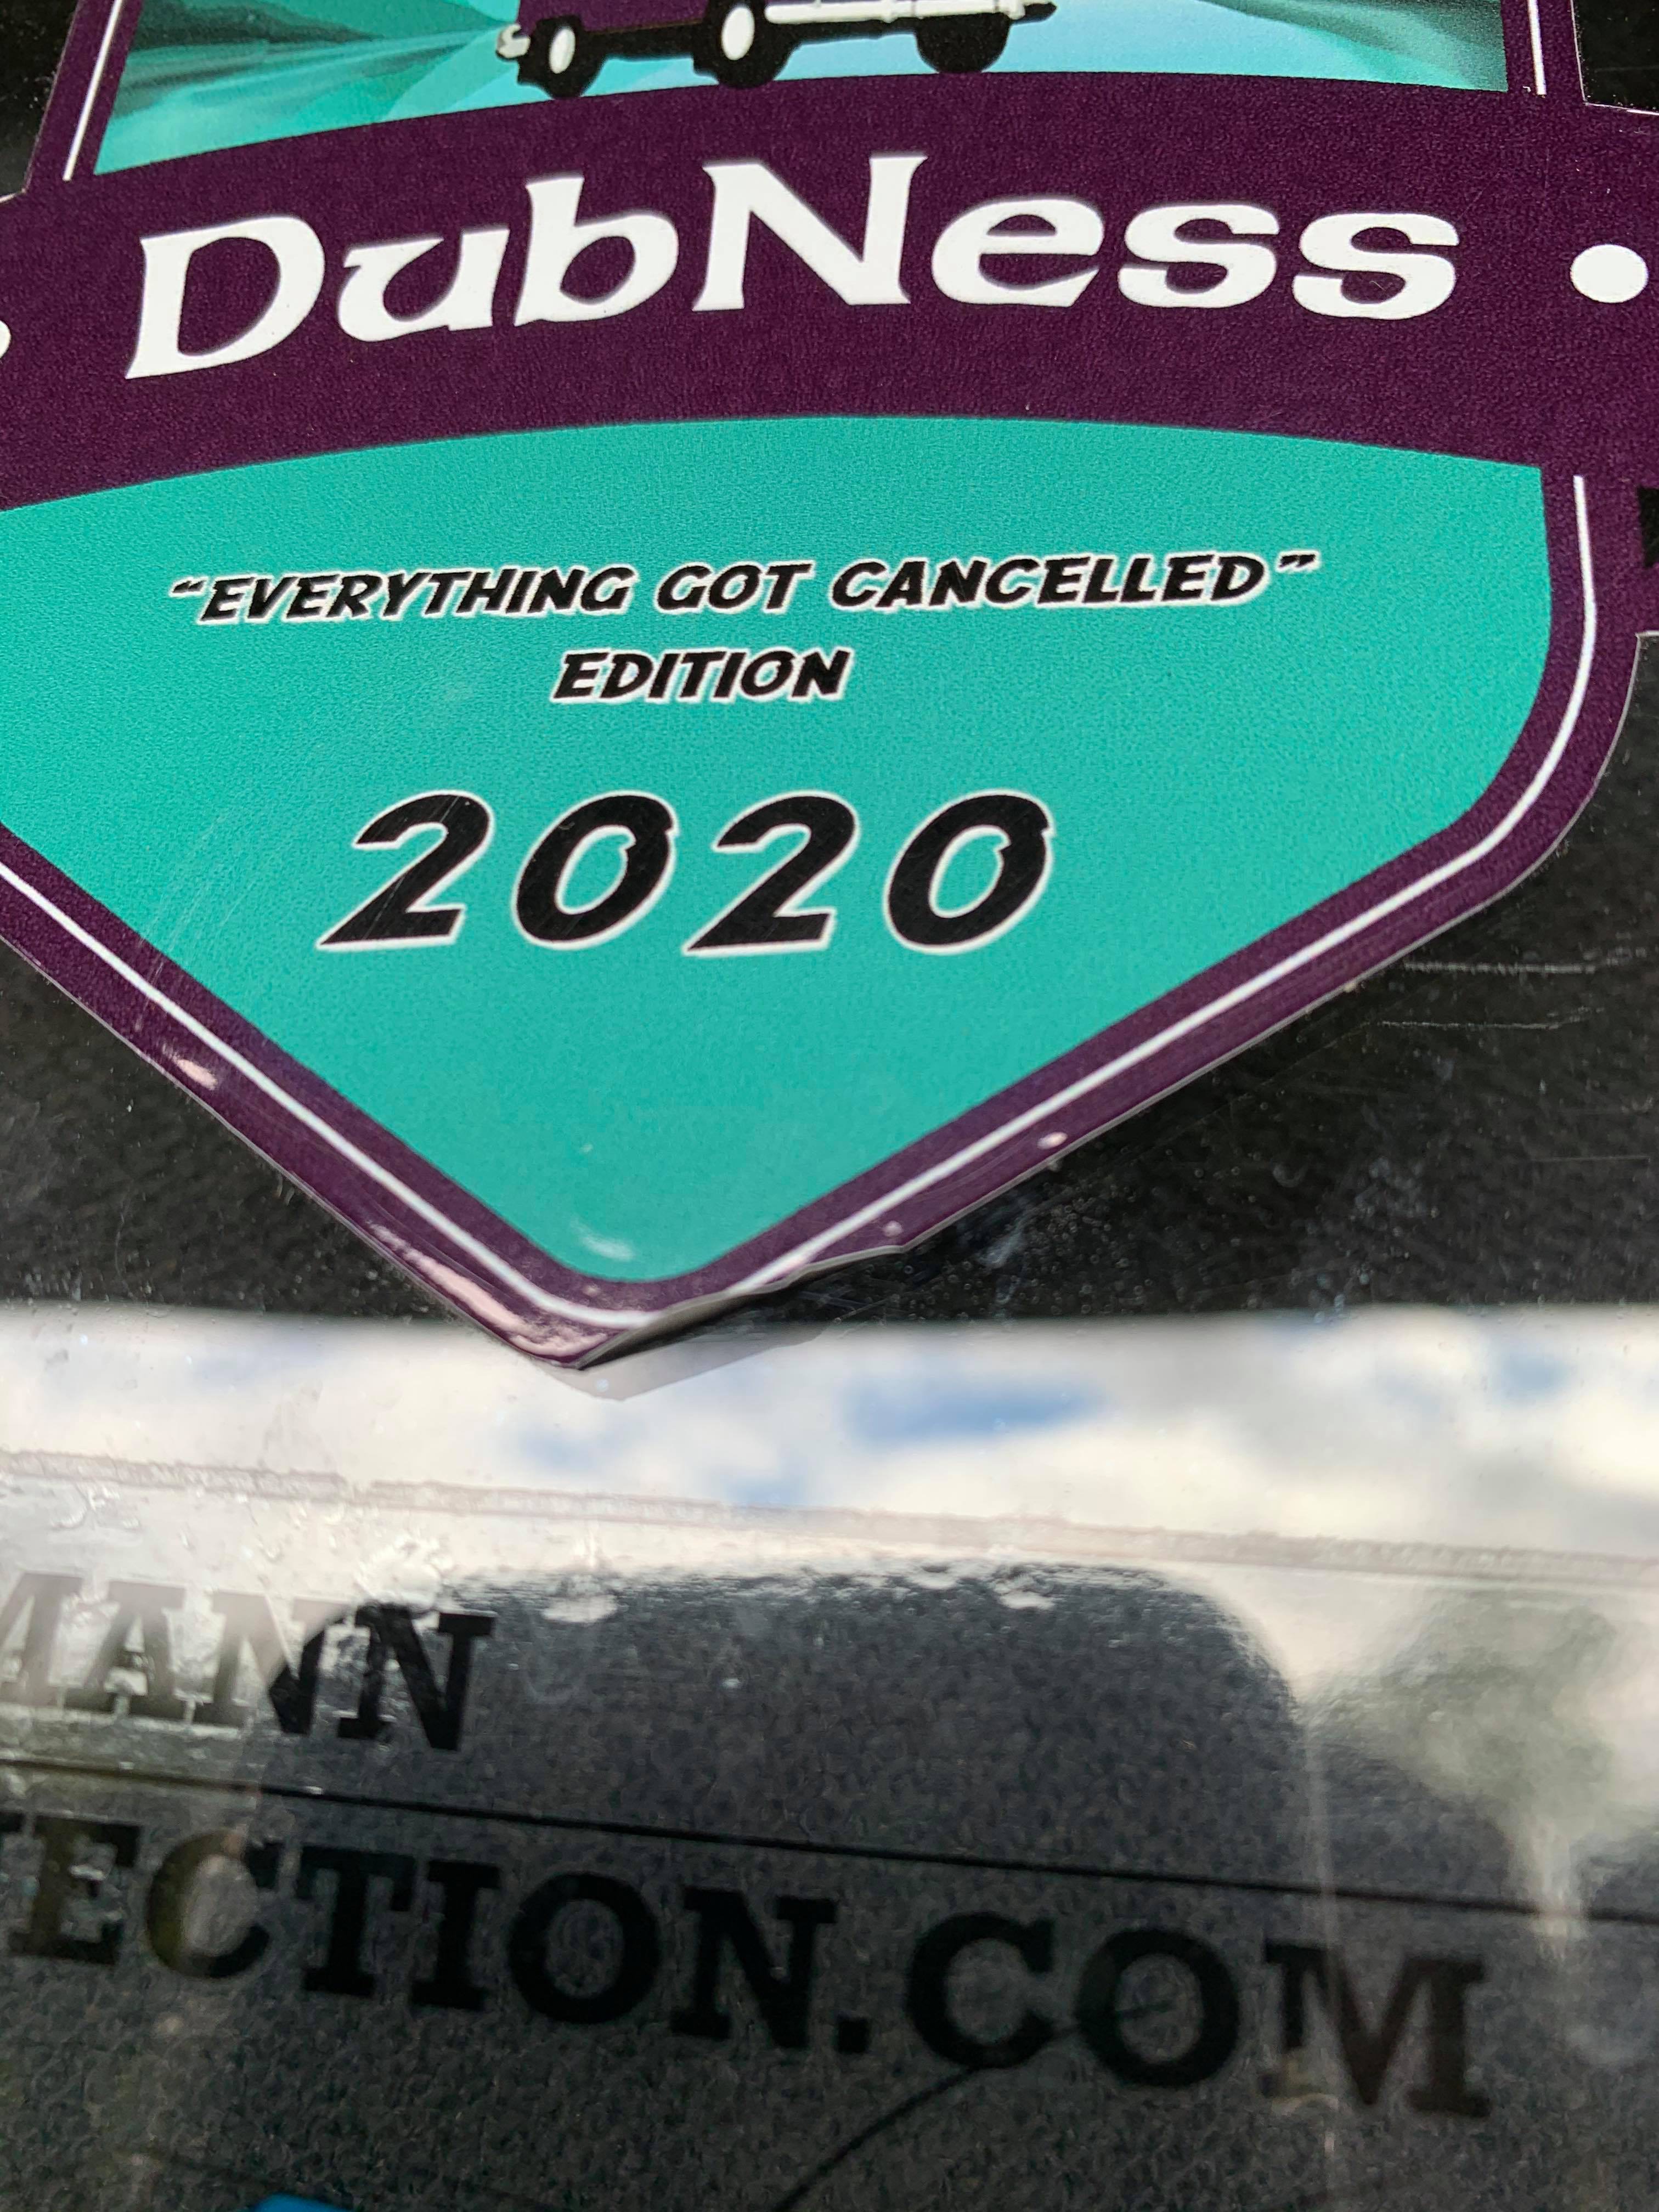 DubNess
“EVERYTHING GOT CANCELLED”
EDITION
2020
MANN
ECTION.COM